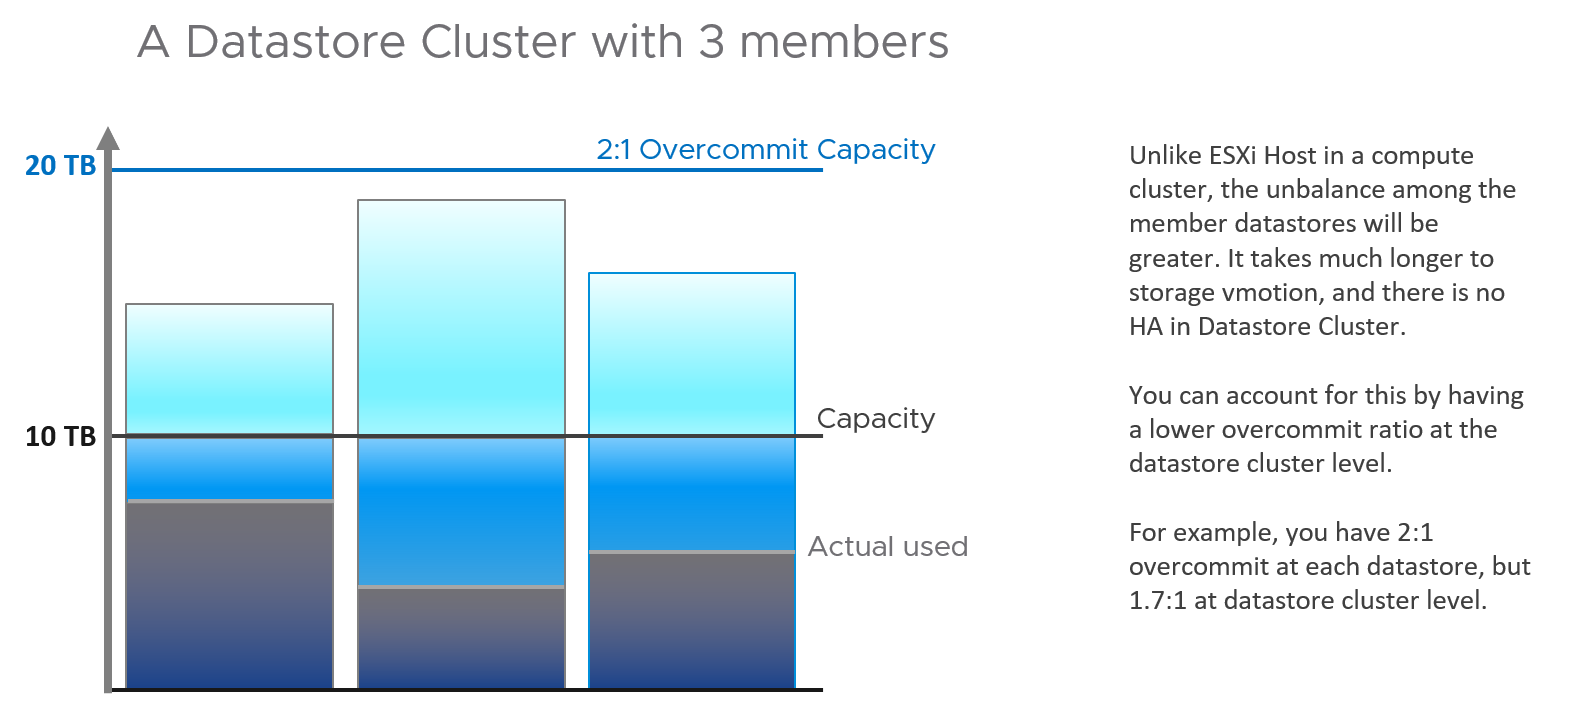 A Datastore Cluster with 3 members
20 TB
2:1 Overcommit Capacity
10 TB
Capacity
Actual used
Unlike ESXi Host in a compute
cluster, the unbalance among the
member datastores will be
greater. It takes much longer to
storage vmotion, and there is no
HA in Datastore Cluster.
You can account for this by having
a lower overcommit ratio at the
datastore cluster level.
For example, you have 2:1
overcommit at each datastore, but
1.7:1 at datastore cluster level.